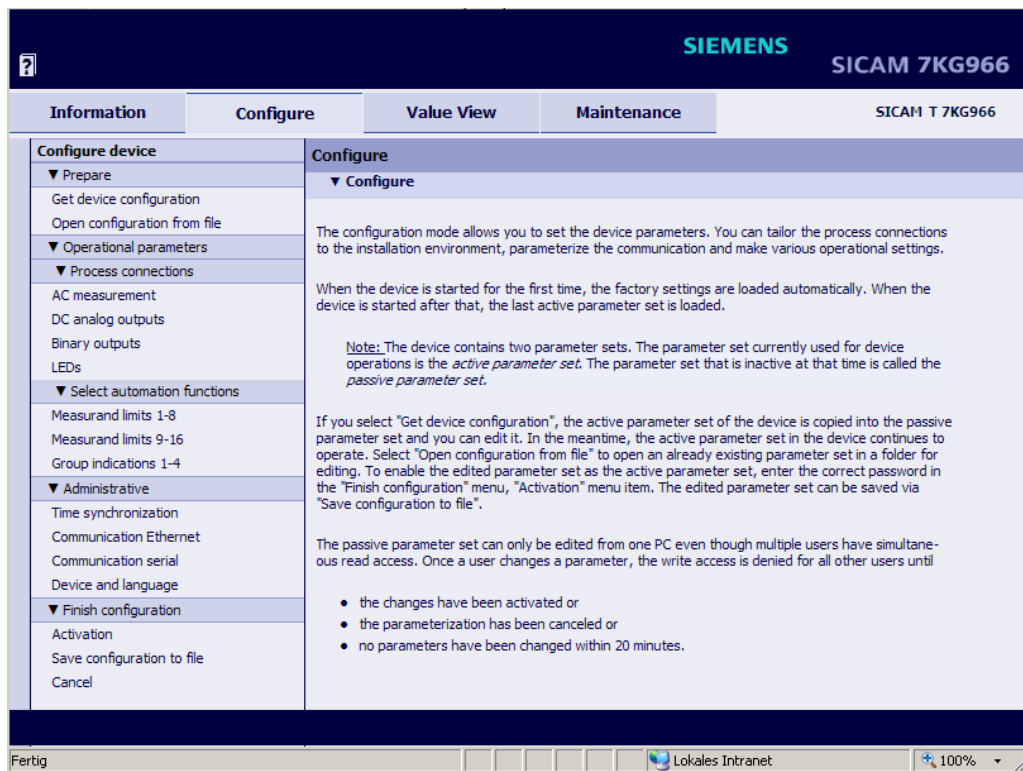 ?
SIEMENS
SICAM 7KG966
Information
Configure
Value View
Maintenance
SICAM T 7KG966
Configure device
▼ Prepare
Get device configuration
Open configuration from file
▼ Operational parameters
▼ Process connections
AC measurement
DC analog outputs
Binary outputs
LEDs
▼ Select automation functions
Measurand limits 1-8
Measurand limits 9-16
Group indications 1-4
▼ Administrative
Time synchronization
Communication Ethernet
Communication serial
Device and language
▼ Finish configuration
Activation
Save configuration to file
Cancel
Configure
▼ Configure
The configuration mode allows you to set the device parameters. You can tailor the process connections
to the installation environment, parameterize the communication and make various operational settings.
When the device is started for the first time, the factory settings are loaded automatically. When the
device is started after that, the last active parameter set is loaded.
Note: The device contains two parameter sets. The parameter set currently used for device
operations is the active parameter set. The parameter set that is inactive at that time is called the
passive parameter set.
If you select "Get device configuration", the active parameter set of the device is copied into the passive
parameter set and you can edit it. In the meantime, the active parameter set in the device continues to
operate. Select "Open configuration from file" to open an already existing parameter set in a folder for
editing. To enable the edited parameter set as the active parameter set, enter the correct password in
the "Finish configuration" menu, "Activation" menu item. The edited parameter set can be saved via
"Save configuration to file".
The passive parameter set can only be edited from one PC even though multiple users have simultane-
ous read access. Once a user changes a parameter, the write access is denied for all other users until
• the changes have been activated or
• the parameterization has been canceled or
• no parameters have been changed within 20 minutes.
Fertig
Lokales Intranet
100%